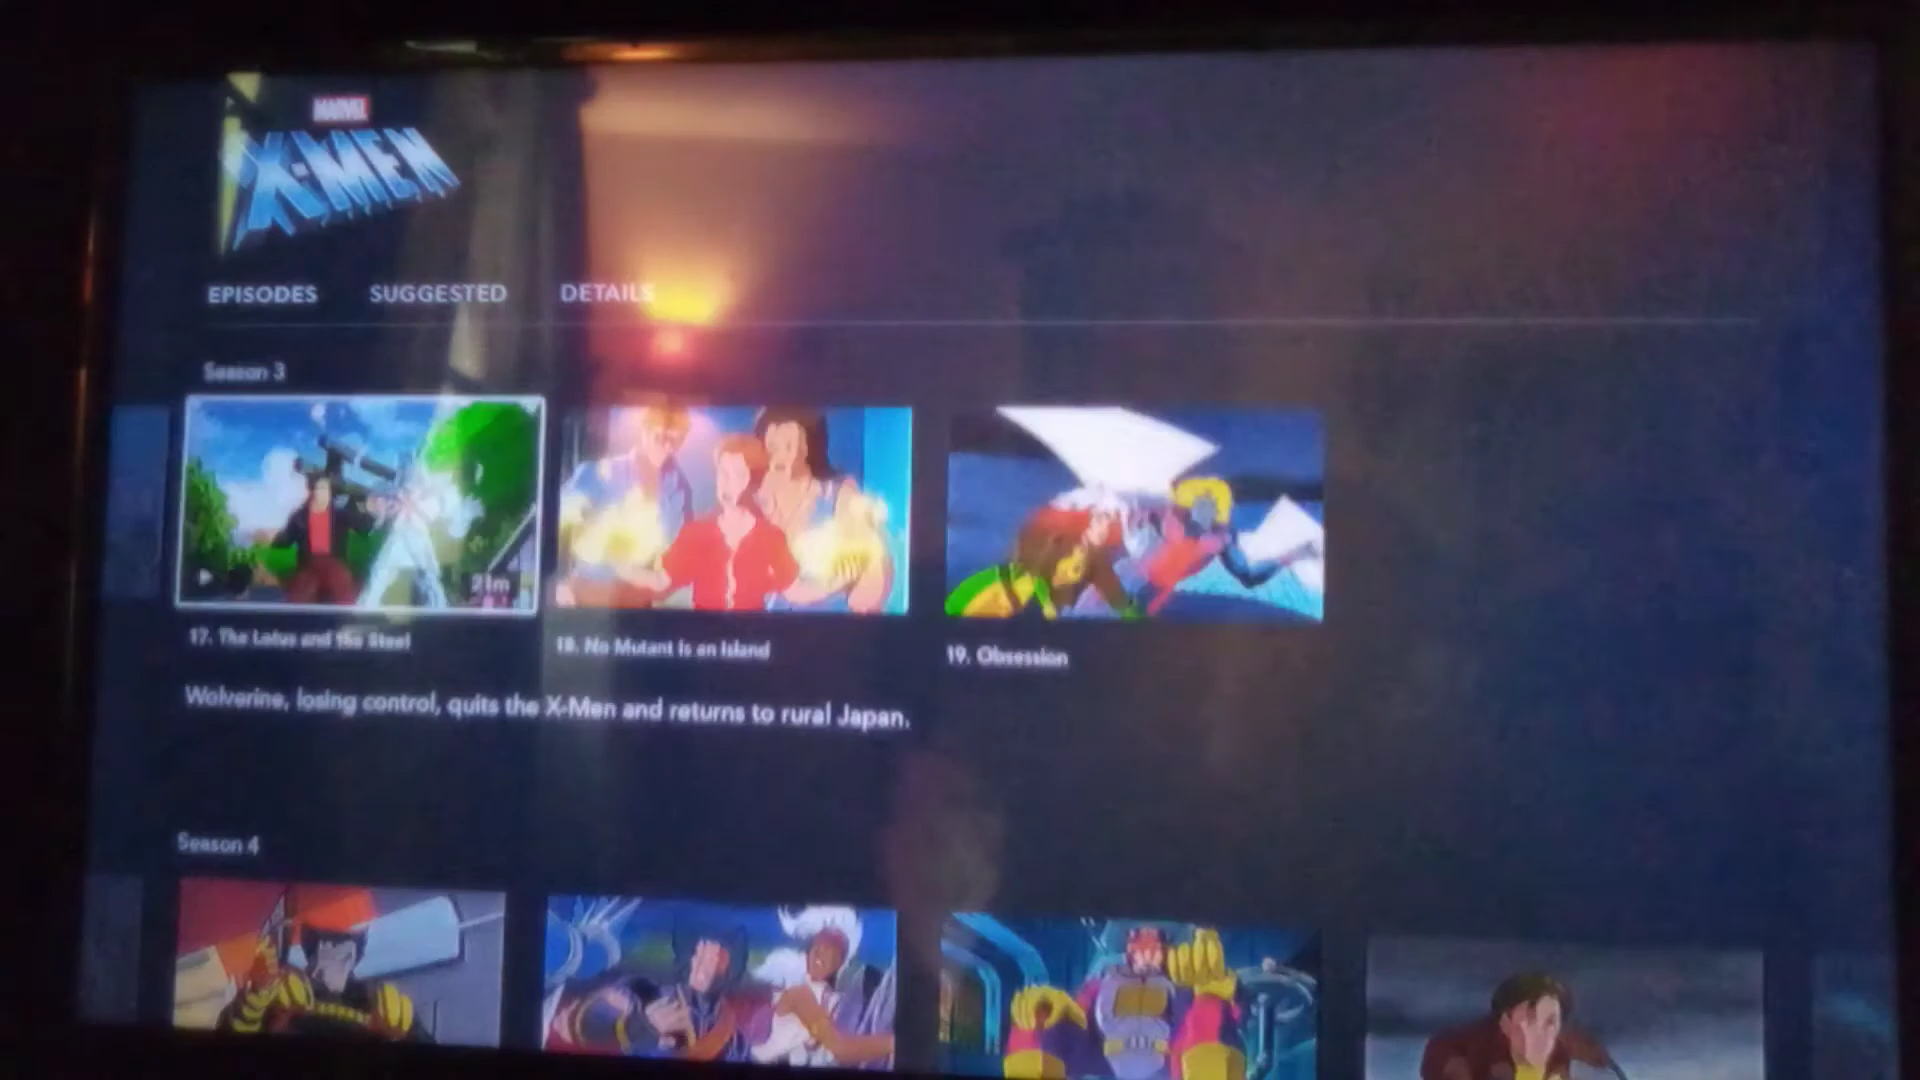 MARVEL
X-MEN
EPISODES SUGGESTED DETAILS
Season 3
21m
17. The Lotus and the Steel
18. No Mutant is an Island
19. Obsession
Wolverine, losing control, quits the X-Men and returns to rural Japan.
Season 4